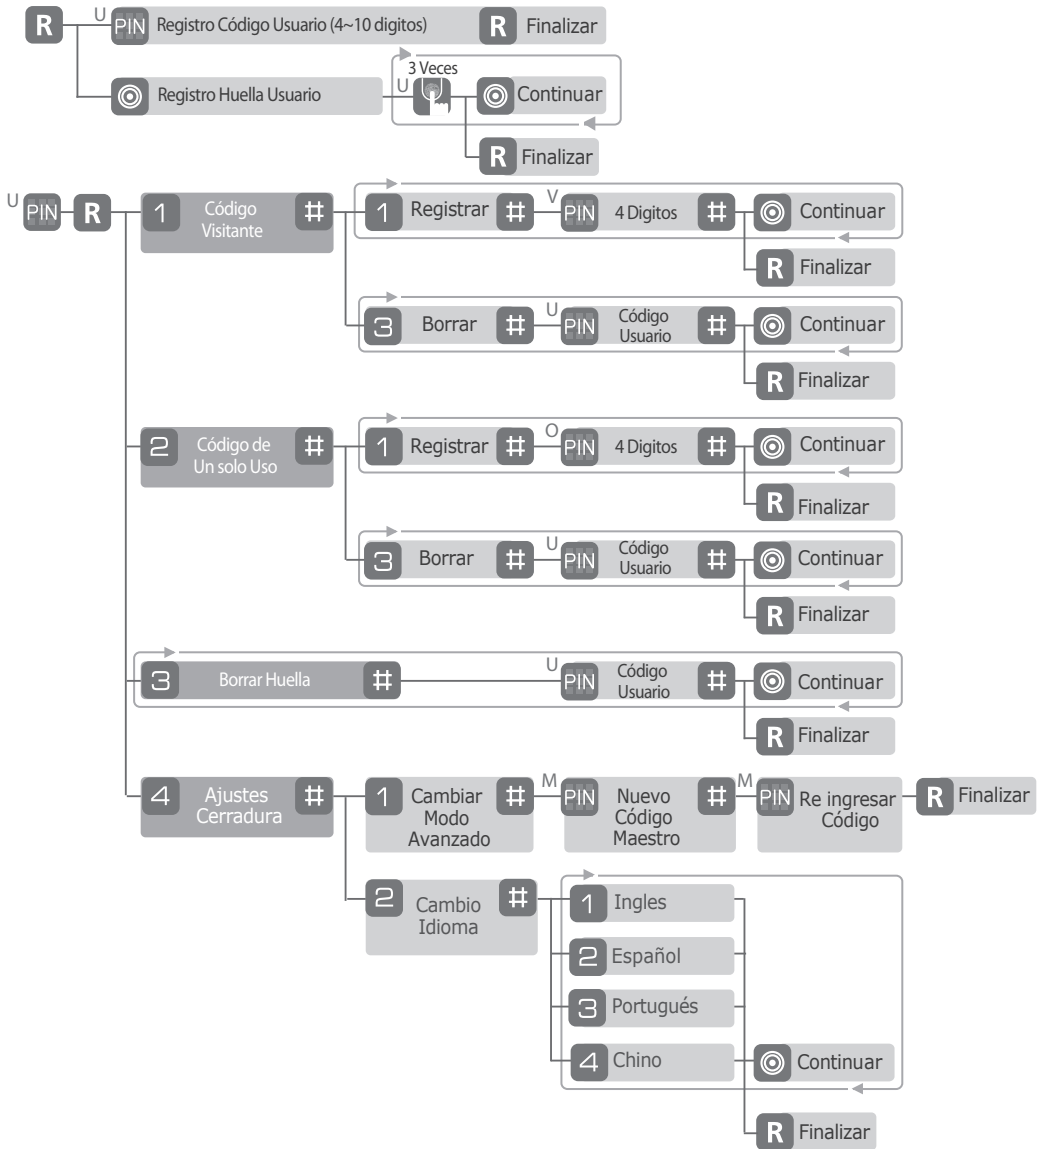 R U PIN Registro Código Usuario (4~10 digitos) R Finalizar
3 Veces
Registro Huella Usuario U Continuar
R Finalizar
U PIN R 1 Código Visitante # 1 Registrar # V PIN 4 Digitos # Continuar
R Finalizar
3 Borrar # U PIN Código Usuario # Continuar
R Finalizar
2 Código de Un solo Uso # 1 Registrar # O PIN 4 Digitos # Continuar
R Finalizar
3 Borrar # U PIN Código Usuario # Continuar
R Finalizar
3 Borrar Huella # U PIN Código Usuario # Continuar
R Finalizar
4 Ajustes Cerradura # 1 Cambiar Modo Avanzado # M PIN Nuevo Código Maestro # M PIN Re ingresar Código R Finalizar
2 Cambio Idioma # 1 Ingles
2 Español
3 Portugués
4 Chino Continuar
R Finalizar